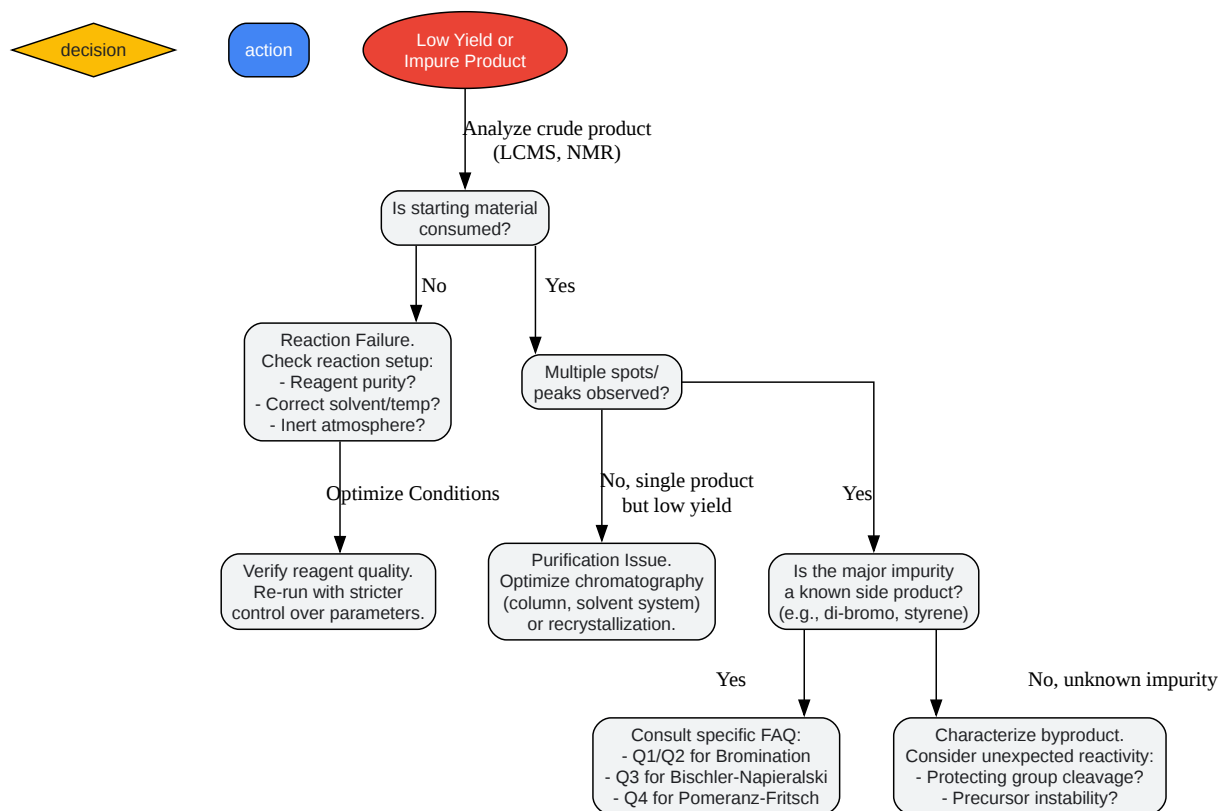 decision
action
Low Yield or
Impure Product
Analyze crude product
(LCMS, NMR)
Is starting material
consumed?
No
Yes
Reaction Failure.
Check reaction setup:
- Reagent purity?
- Correct solvent/temp?
- Inert atmosphere?
Multiple spots/
peaks observed?
Optimize Conditions
No, single product
but low yield
Yes
Verify reagent quality.
Re-run with stricter
control over parameters.
Purification Issue.
Optimize chromatography
(column, solvent system)
or recrystallization.
Is the major impurity
a known side product?
(e.g., di-bromo, styrene)
Yes
No, unknown impurity
Consult specific FAQ:
- Q1/Q2 for Bromination
- Q3 for Bischler-Napieralski
- Q4 for Pomeranz-Fritsch
Characterize byproduct.
Consider unexpected reactivity:
- Protecting group cleavage?
- Precursor instability?